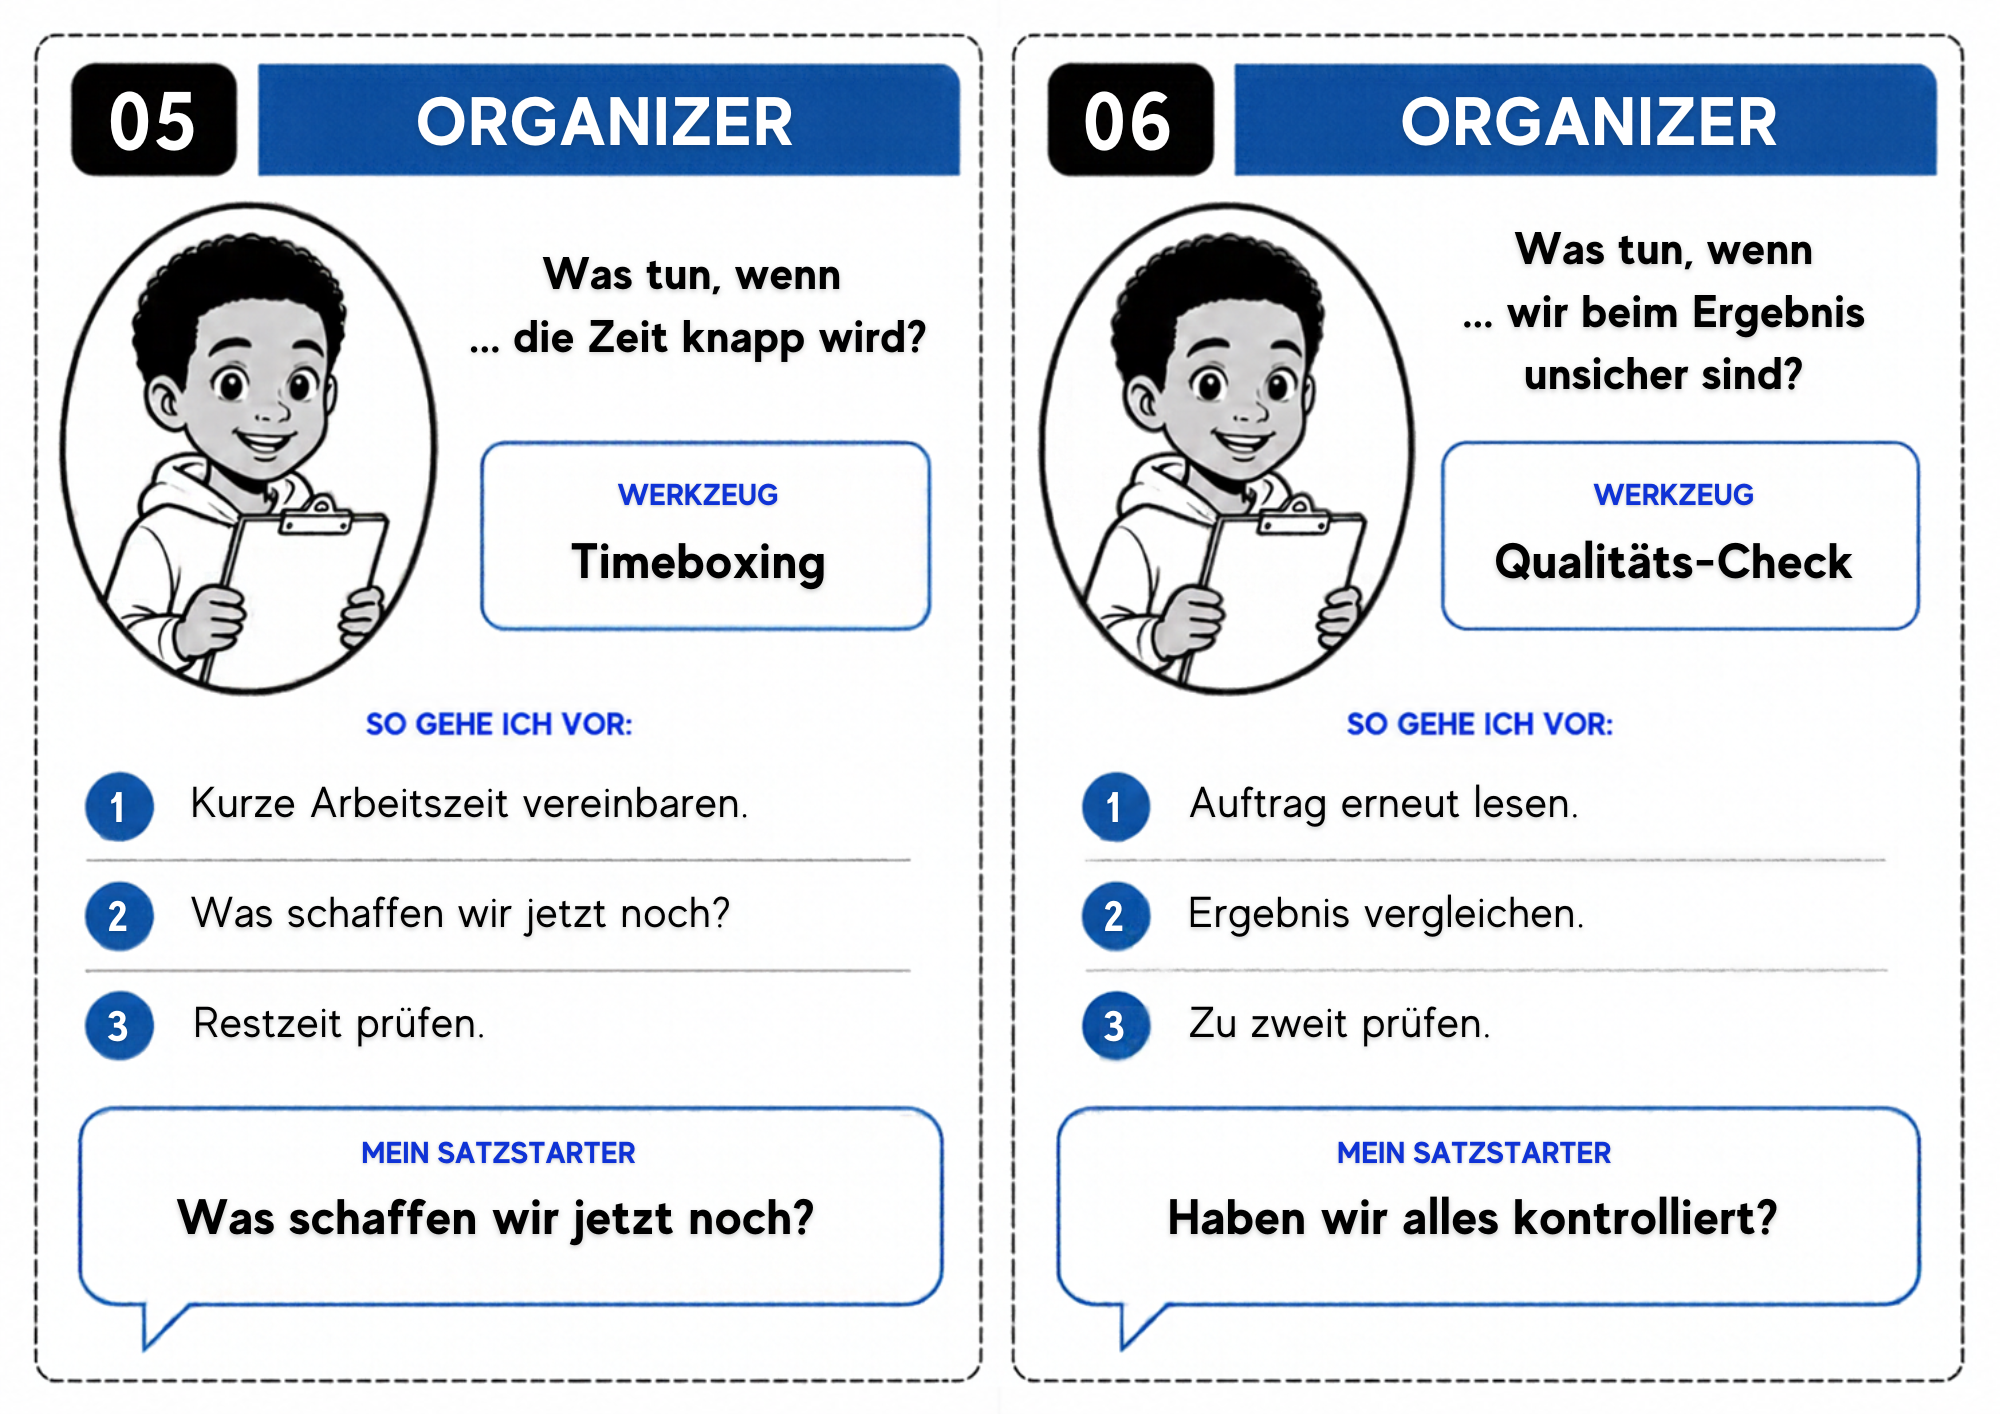 05
ORGANIZER
Was tun, wenn
... die Zeit knapp wird?
WERKZEUG
Timeboxing
SO GEHE ICH VOR:
1 Kurze Arbeitszeit vereinbaren.
2 Was schaffen wir jetzt noch?
3 Restzeit prüfen.
MEIN SATZSTARTER
Was schaffen wir jetzt noch?
06
ORGANIZER
Was tun, wenn
... wir beim Ergebnis
unsicher sind?
WERKZEUG
Qualitäts-Check
SO GEHE ICH VOR:
1 Auftrag erneut lesen.
2 Ergebnis vergleichen.
3 Zu zweit prüfen.
MEIN SATZSTARTER
Haben wir alles kontrolliert?